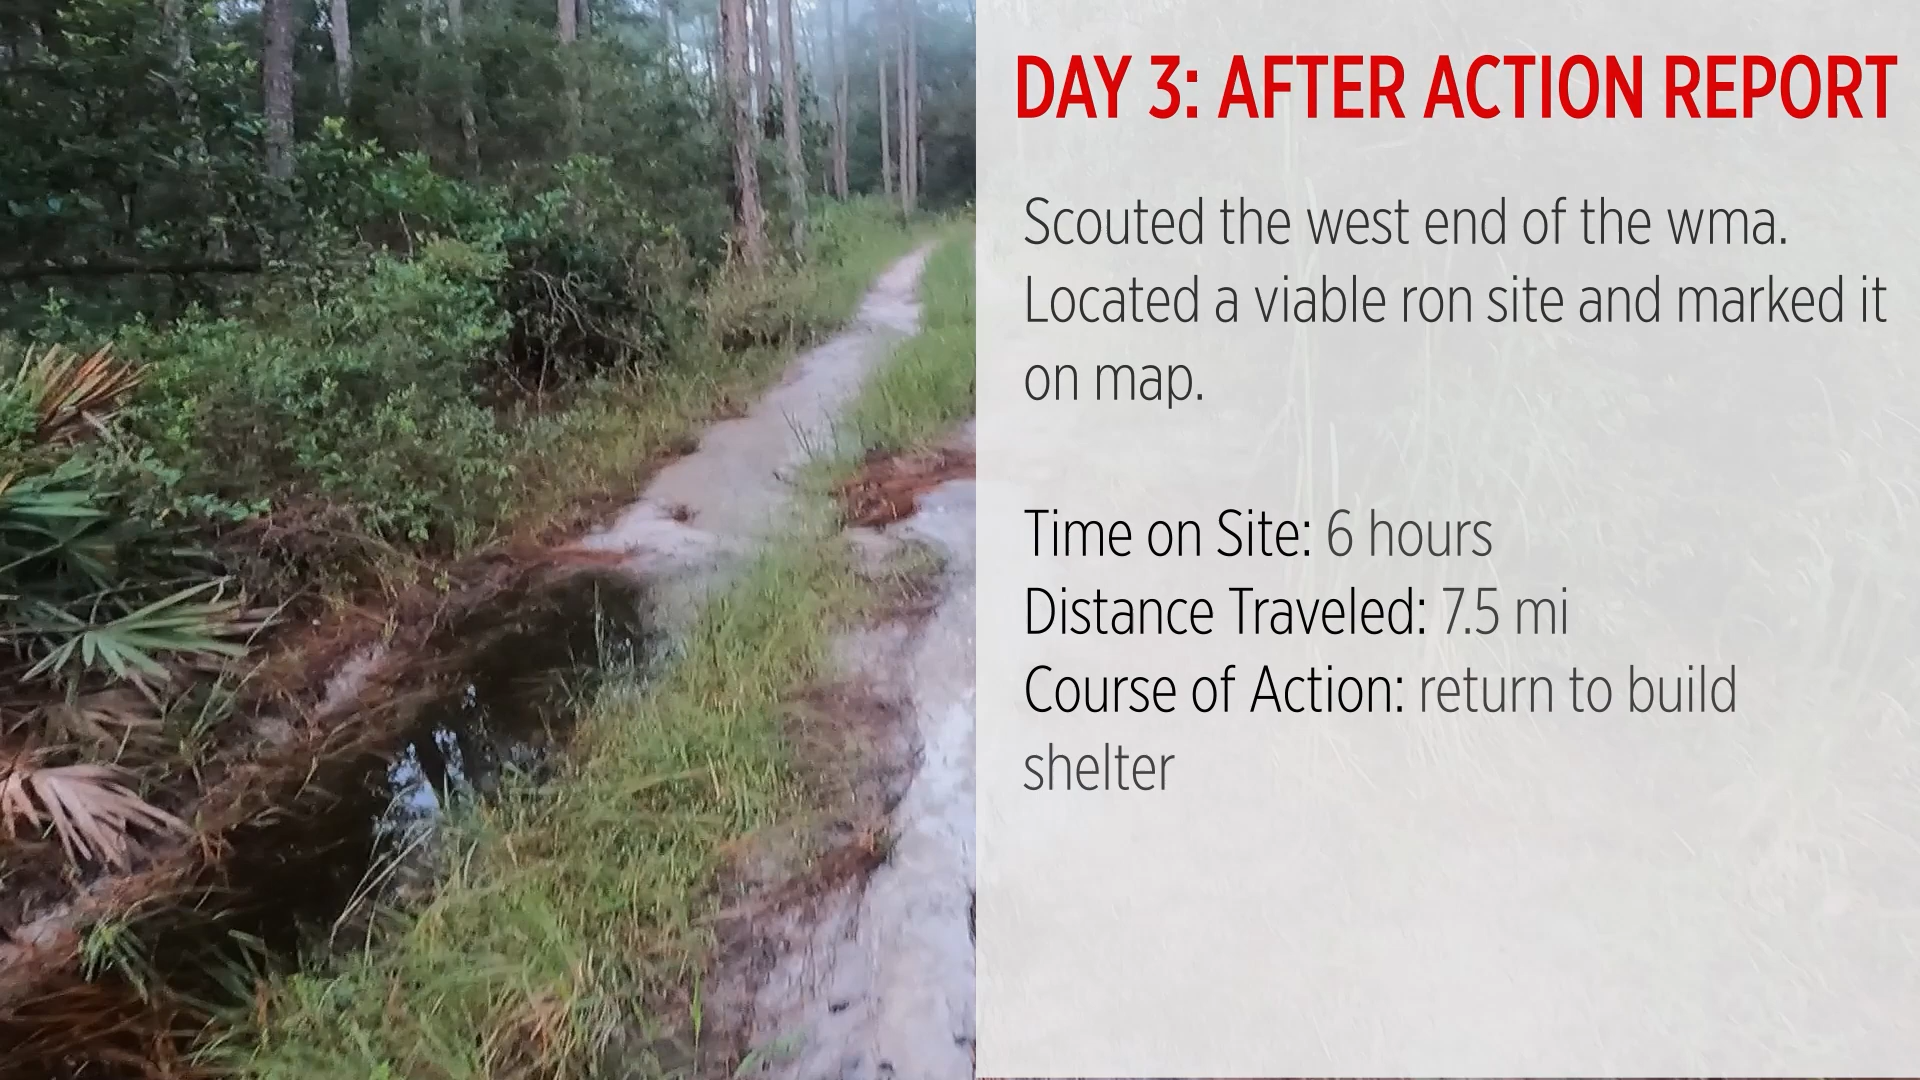 DAY 3: AFTER ACTION REPORT
Scouted the west end of the wma.
Located a viable ron site and marked it
on map.
Time on Site: 6 hours
Distance Traveled: 7.5 mi
Course of Action: return to build
shelter